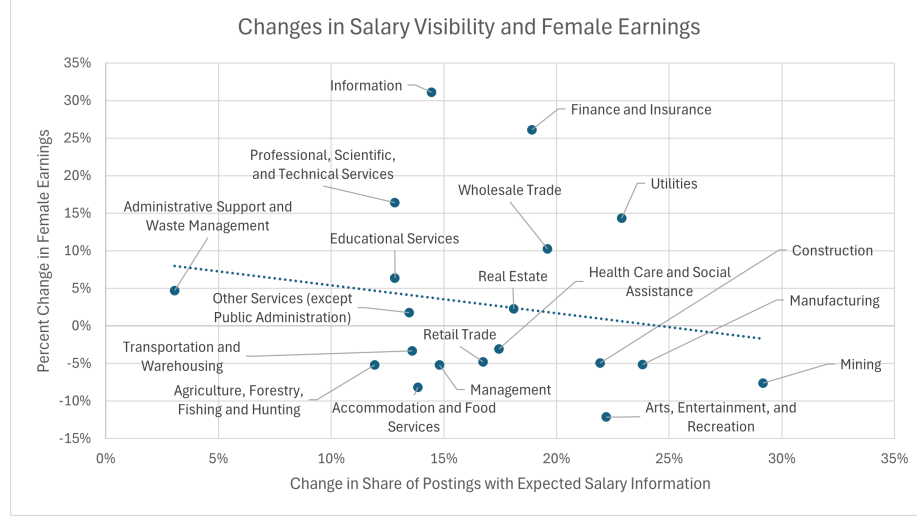 Changes in Salary Visibility and Female Earnings
35%
30%
25%
20%
15%
10%
5%
0%
-5%
-10%
-15%
Percent Change in Female Earnings
Information
Finance and Insurance
Professional, Scientific,
and Technical Services
Wholesale Trade
Utilities
Administrative Support and
Waste Management
Educational Services
Construction
Real Estate
Health Care and Social
Assistance
Other Services (except
Public Administration)
Manufacturing
Retail Trade
Transportation and
Warehousing
Mining
Agriculture, Forestry,
Fishing and Hunting
Management
Accommodation and Food
Services
Arts, Entertainment, and
Recreation
0%
5%
10%
15%
20%
25%
30%
35%
Change in Share of Postings with Expected Salary Information